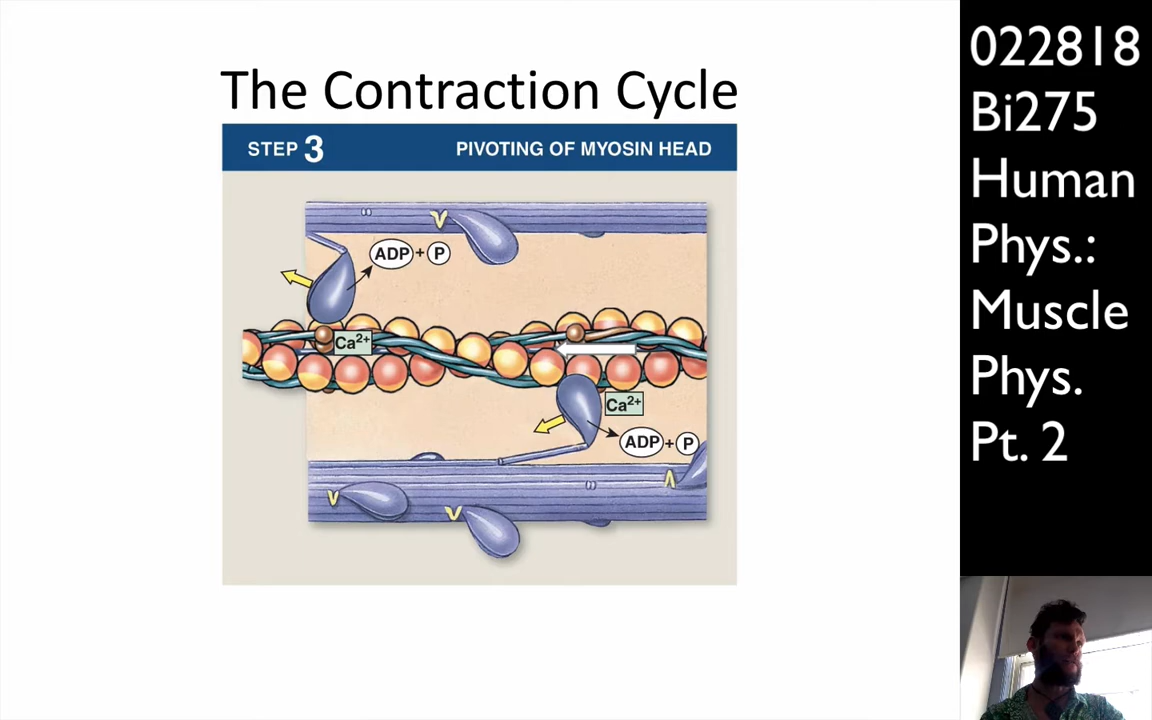 The Contraction Cycle
STEP 3 PIVOTING OF MYOSIN HEAD
ADP + P
Ca2+
Ca2+
ADP + P
022818
Bi275
Human
Phys.:
Muscle
Phys.
Pt. 2